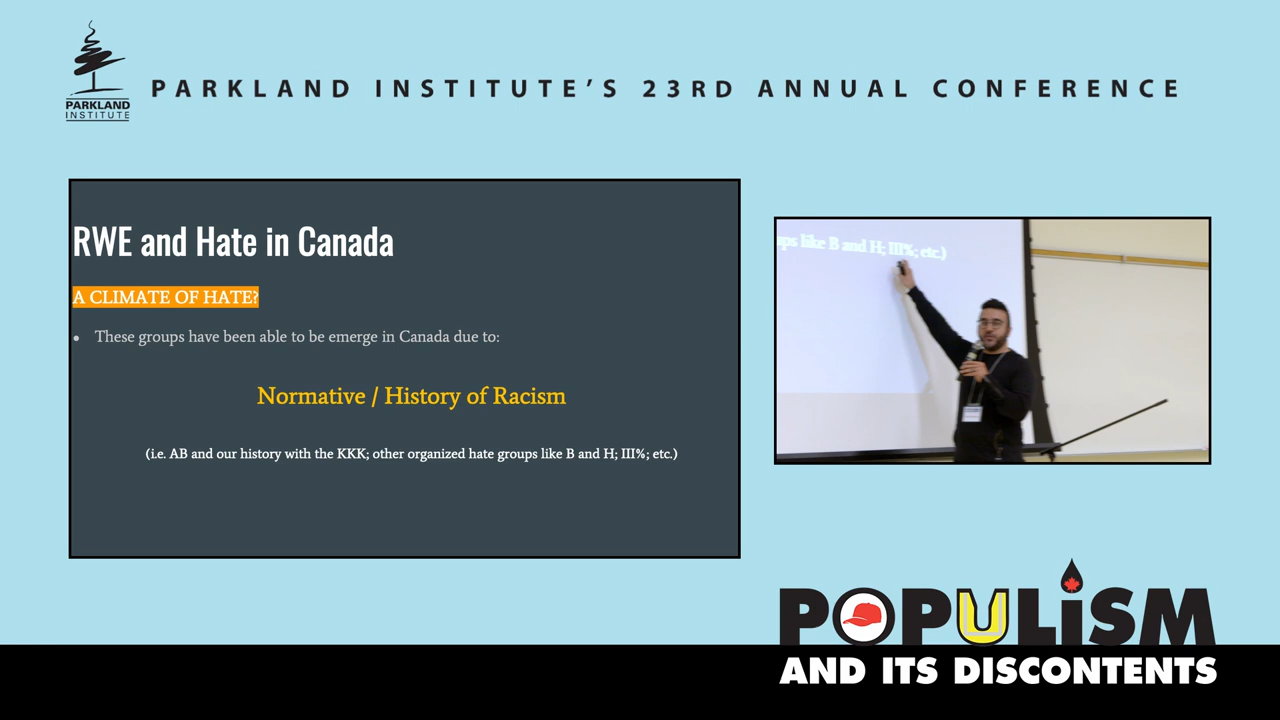 PARKLAND
INSTITUTE
PARKLAND INSTITUTE'S 23RD ANNUAL CONFERENCE
RWE and Hate in Canada
A CLIMATE OF HATE?
• These groups have been able to be emerge in Canada due to:
Normative / History of Racism
(i.e. AB and our history with the KKK; other organized hate groups like B and H; III%; etc.)
ups like B and H; III%; etc.)
POPULiSM
AND ITS DISCONTENTS